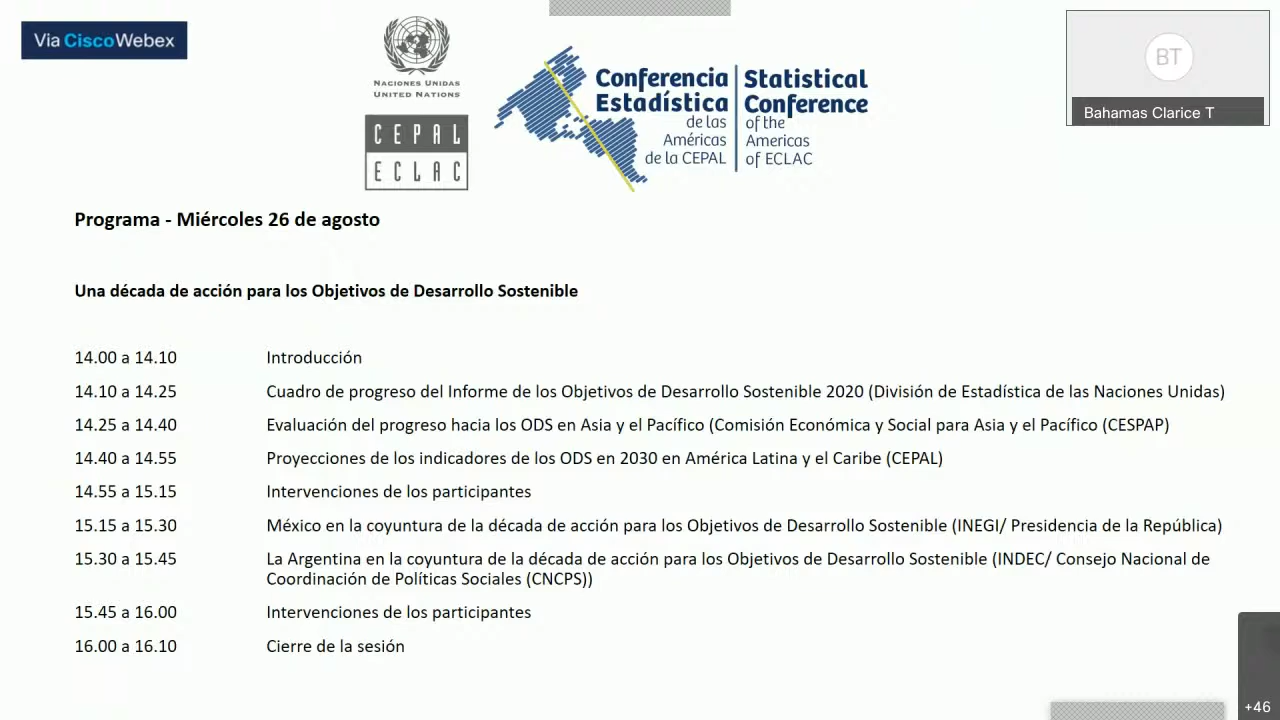 Via Cisco Webex
NACIONES UNIDAS
UNITED NATIONS
CEPAL
ECLAC
Conferencia
Estadística
de las
Américas
de la CEPAL
Statistical
Conference
of the
Americas
of ECLAC
BT
Bahamas Clarice T
Programa - Miércoles 26 de agosto
Una década de acción para los Objetivos de Desarrollo Sostenible
14.00 a 14.10 Introducción
14.10 a 14.25 Cuadro de progreso del Informe de los Objetivos de Desarrollo Sostenible 2020 (División de Estadística de las Naciones Unidas)
14.25 a 14.40 Evaluación del progreso hacia los ODS en Asia y el Pacífico (Comisión Económica y Social para Asia y el Pacífico (CESPAP)
14.40 a 14.55 Proyecciones de los indicadores de los ODS en 2030 en América Latina y el Caribe (CEPAL)
14.55 a 15.15 Intervenciones de los participantes
15.15 a 15.30 México en la coyuntura de la década de acción para los Objetivos de Desarrollo Sostenible (INEGI/ Presidencia de la República)
15.30 a 15.45 La Argentina en la coyuntura de la década de acción para los Objetivos de Desarrollo Sostenible (INDEC/ Consejo Nacional de
Coordinación de Políticas Sociales (CNCPS))
15.45 a 16.00 Intervenciones de los participantes
16.00 a 16.10 Cierre de la sesión
+46